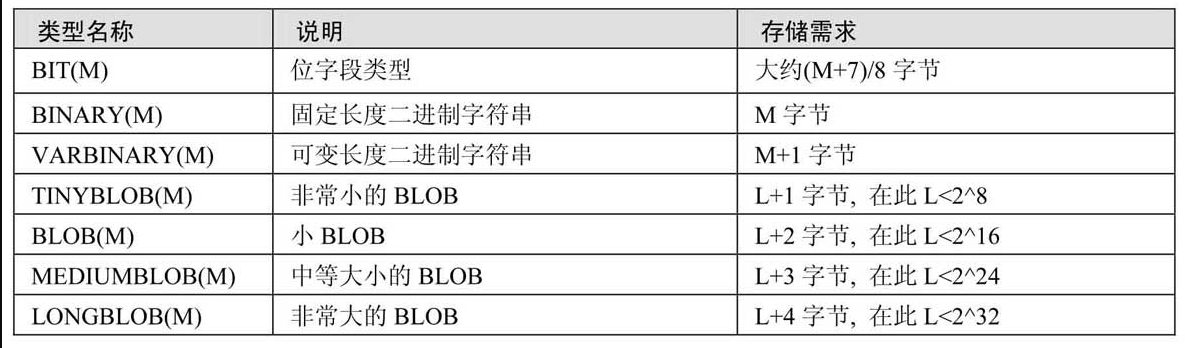 类型名称 说明 存储需求
BIT(M) 位字段类型 大约(M+7)/8 字节
BINARY(M) 固定长度二进制字符串 M 字节
VARBINARY(M) 可变长度二进制字符串 M+1 字节
TINYBLOB(M) 非常小的 BLOB L+1 字节, 在此 L<2^8
BLOB(M) 小 BLOB L+2 字节, 在此 L<2^16
MEDIUMBLOB(M) 中等大小的 BLOB L+3 字节, 在此 L<2^24
LONGBLOB(M) 非常大的 BLOB L+4 字节, 在此 L<2^32